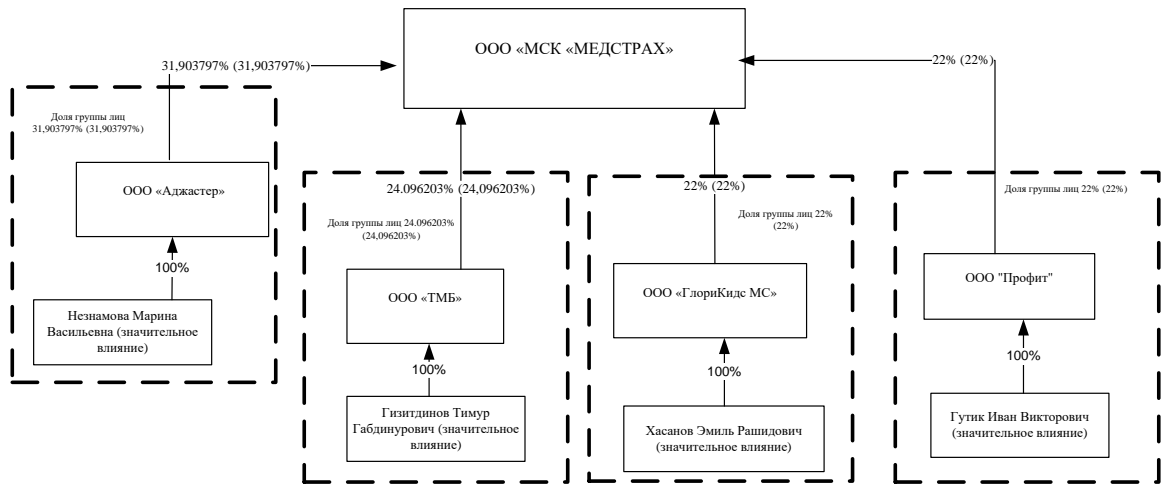 ООО «МСК «МЕДСТРАХ»
31,903797% (31,903797%)
22% (22%)
Доля группы лиц
31,903797% (31,903797%)
ООО «Аджастер»
100%
Незнамова Марина
Васильевна (значительное
влияние)
24.096203% (24,096203%)
Доля группы лиц 24.096203%
(24,096203%)
ООО «ТМБ»
100%
Гизитдинов Тимур
Габдинурович (значительное
влияние)
22% (22%)
Доля группы лиц 22%
(22%)
ООО «ГлориКидс МС»
100%
Хасанов Эмиль Рашидович
(значительное влияние)
Доля группы лиц 22% (22%)
ООО "Профит"
100%
Гутик Иван Викторович
(значительное влияние)